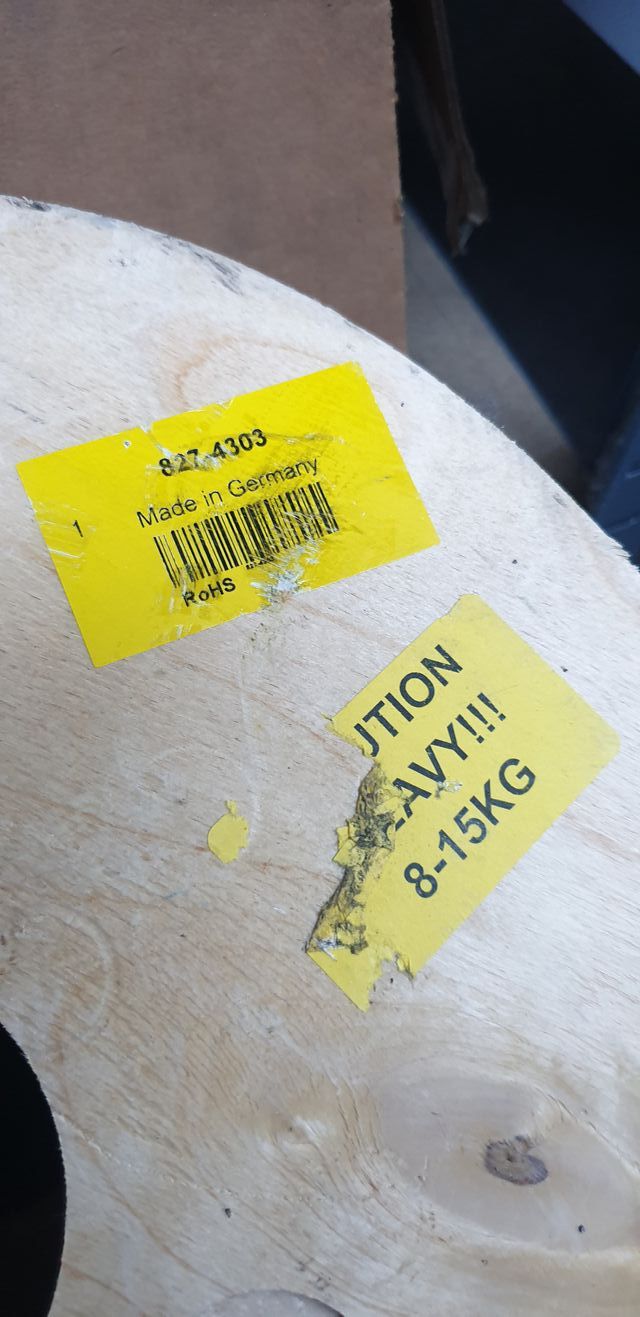 827-4303
Made in Germany
1
RoHS
UTION
EAVY!!!
8-15KG